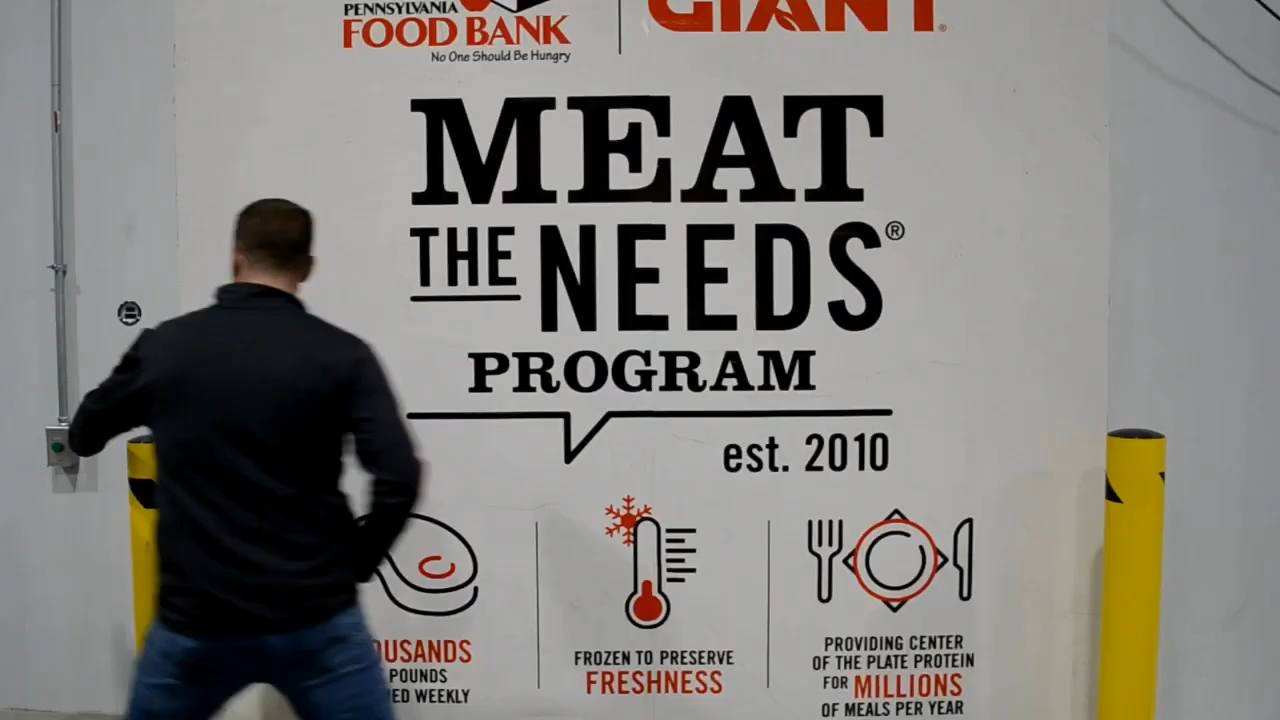 PENNSYLVANIA
FOOD BANK
No One Should Be Hungry
GIANT®
MEAT
THE NEEDS®
PROGRAM
est. 2010
OUSANDS
POUNDS
ED WEEKLY
FROZEN TO PRESERVE
FRESHNESS
PROVIDING CENTER
OF THE PLATE PROTEIN
FOR MILLIONS
OF MEALS PER YEAR